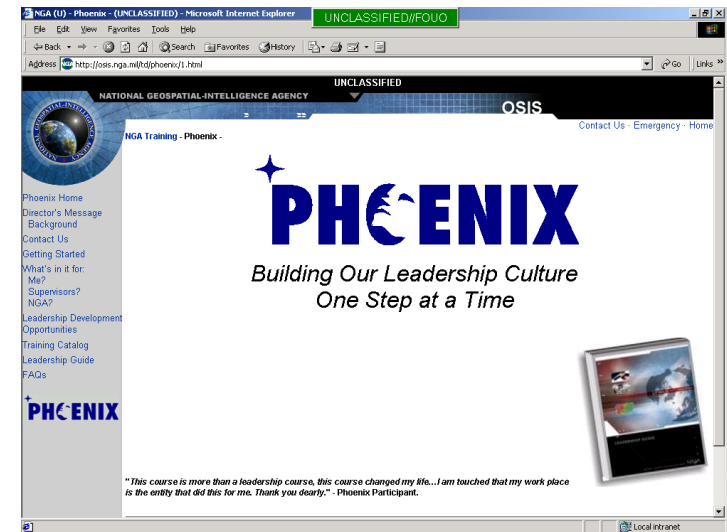 NGA (U) - Phoenix - (UNCLASSIFIED) - Microsoft Internet Explorer
UNCLASSIFIED//FOUO
File Edit View Favorites Tools Help
Back Search Favorites History
Address http://osis.nga.mil/td/phoenix/1.html Go Links »
UNCLASSIFIED
NATIONAL GEOSPATIAL-INTELLIGENCE AGENCY
OSIS
Contact Us - Emergency - Home
NGA Training - Phoenix -
PHOENIX
Building Our Leadership Culture
One Step at a Time
Phoenix Home
Director's Message
Background
Contact Us
Getting Started
What's in it for:
Me?
Supervisors?
NGA?
Leadership Development
Opportunities
Training Catalog
Leadership Guide
FAQs
PHOENIX
LEADERSHIP GUIDE
"This course is more than a leadership course, this course changed my life...I am touched that my work place
is the entity that did this for me. Thank you dearly." - Phoenix Participant.
Local intranet